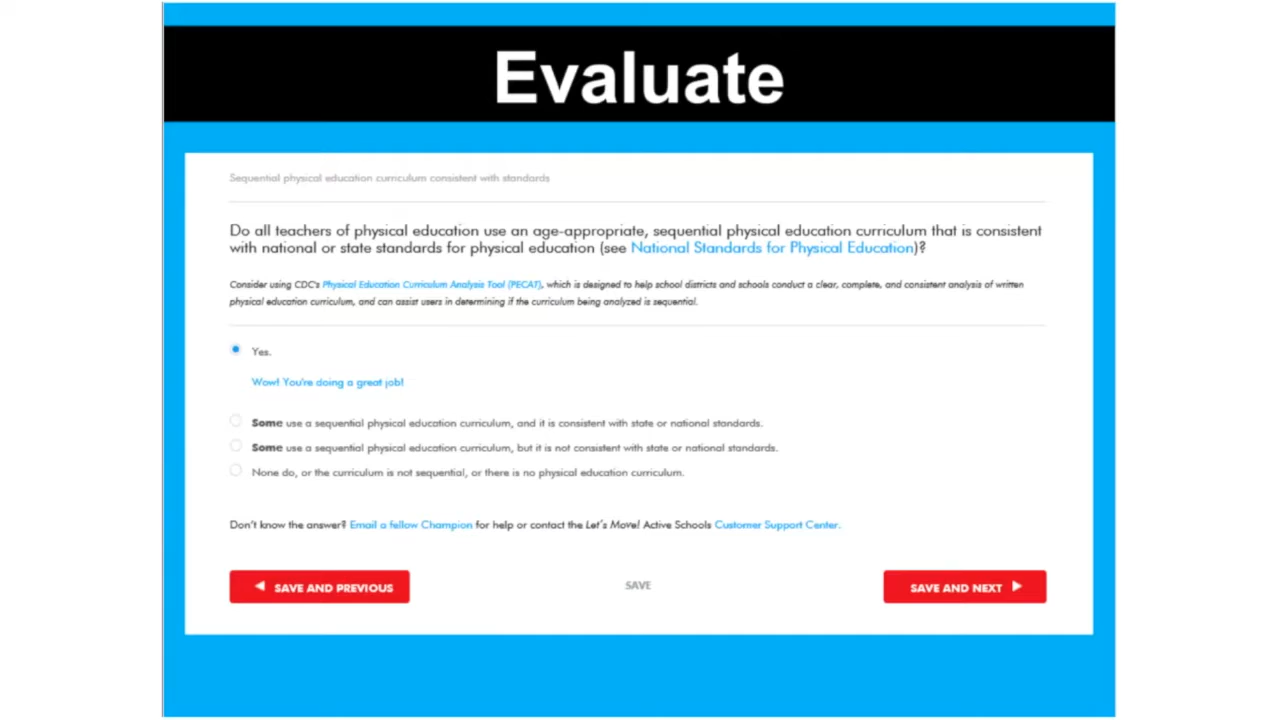 Evaluate
Sequential physical education curriculum consistent with standards
Do all teachers of physical education use an age-appropriate, sequential physical education curriculum that is consistent
with national or state standards for physical education (see National Standards for Physical Education)?
Consider using CDC's Physical Education Curriculum Analysis Tool (PECAT), which is designed to help school districts and schools conduct a clear, complete, and consistent analysis of written
physical education curriculum, and can assist users in determining if the curriculum being analyzed is sequential.
Yes.
Wow! You're doing a great job!
Some use a sequential physical education curriculum, and it is consistent with state or national standards.
Some use a sequential physical education curriculum, but it is not consistent with state or national standards.
None do, or the curriculum is not sequential, or there is no physical education curriculum.
Don't know the answer? Email a fellow Champion for help or contact the Let's Move! Active Schools Customer Support Center.
SAVE AND PREVIOUS SAVE SAVE AND NEXT